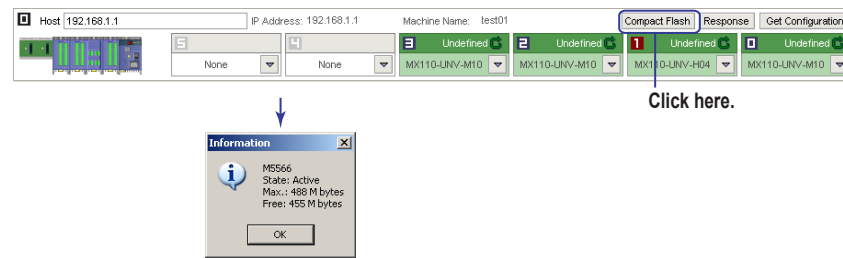 0 Host 192.168.1.1 IP Address: 192.168.1.1 Machine Name: test01 Compact Flash Response Get Configuration
5 4 3 Undefined 2 Undefined 1 Undefined 0 Undefined
None None MX110-UNV-M10 MX110-UNV-M10 MX110-UNV-H04 MX110-UNV-M10
Click here.
Information
M5566
State: Active
Max.: 488 M bytes
Free: 455 M bytes
OK